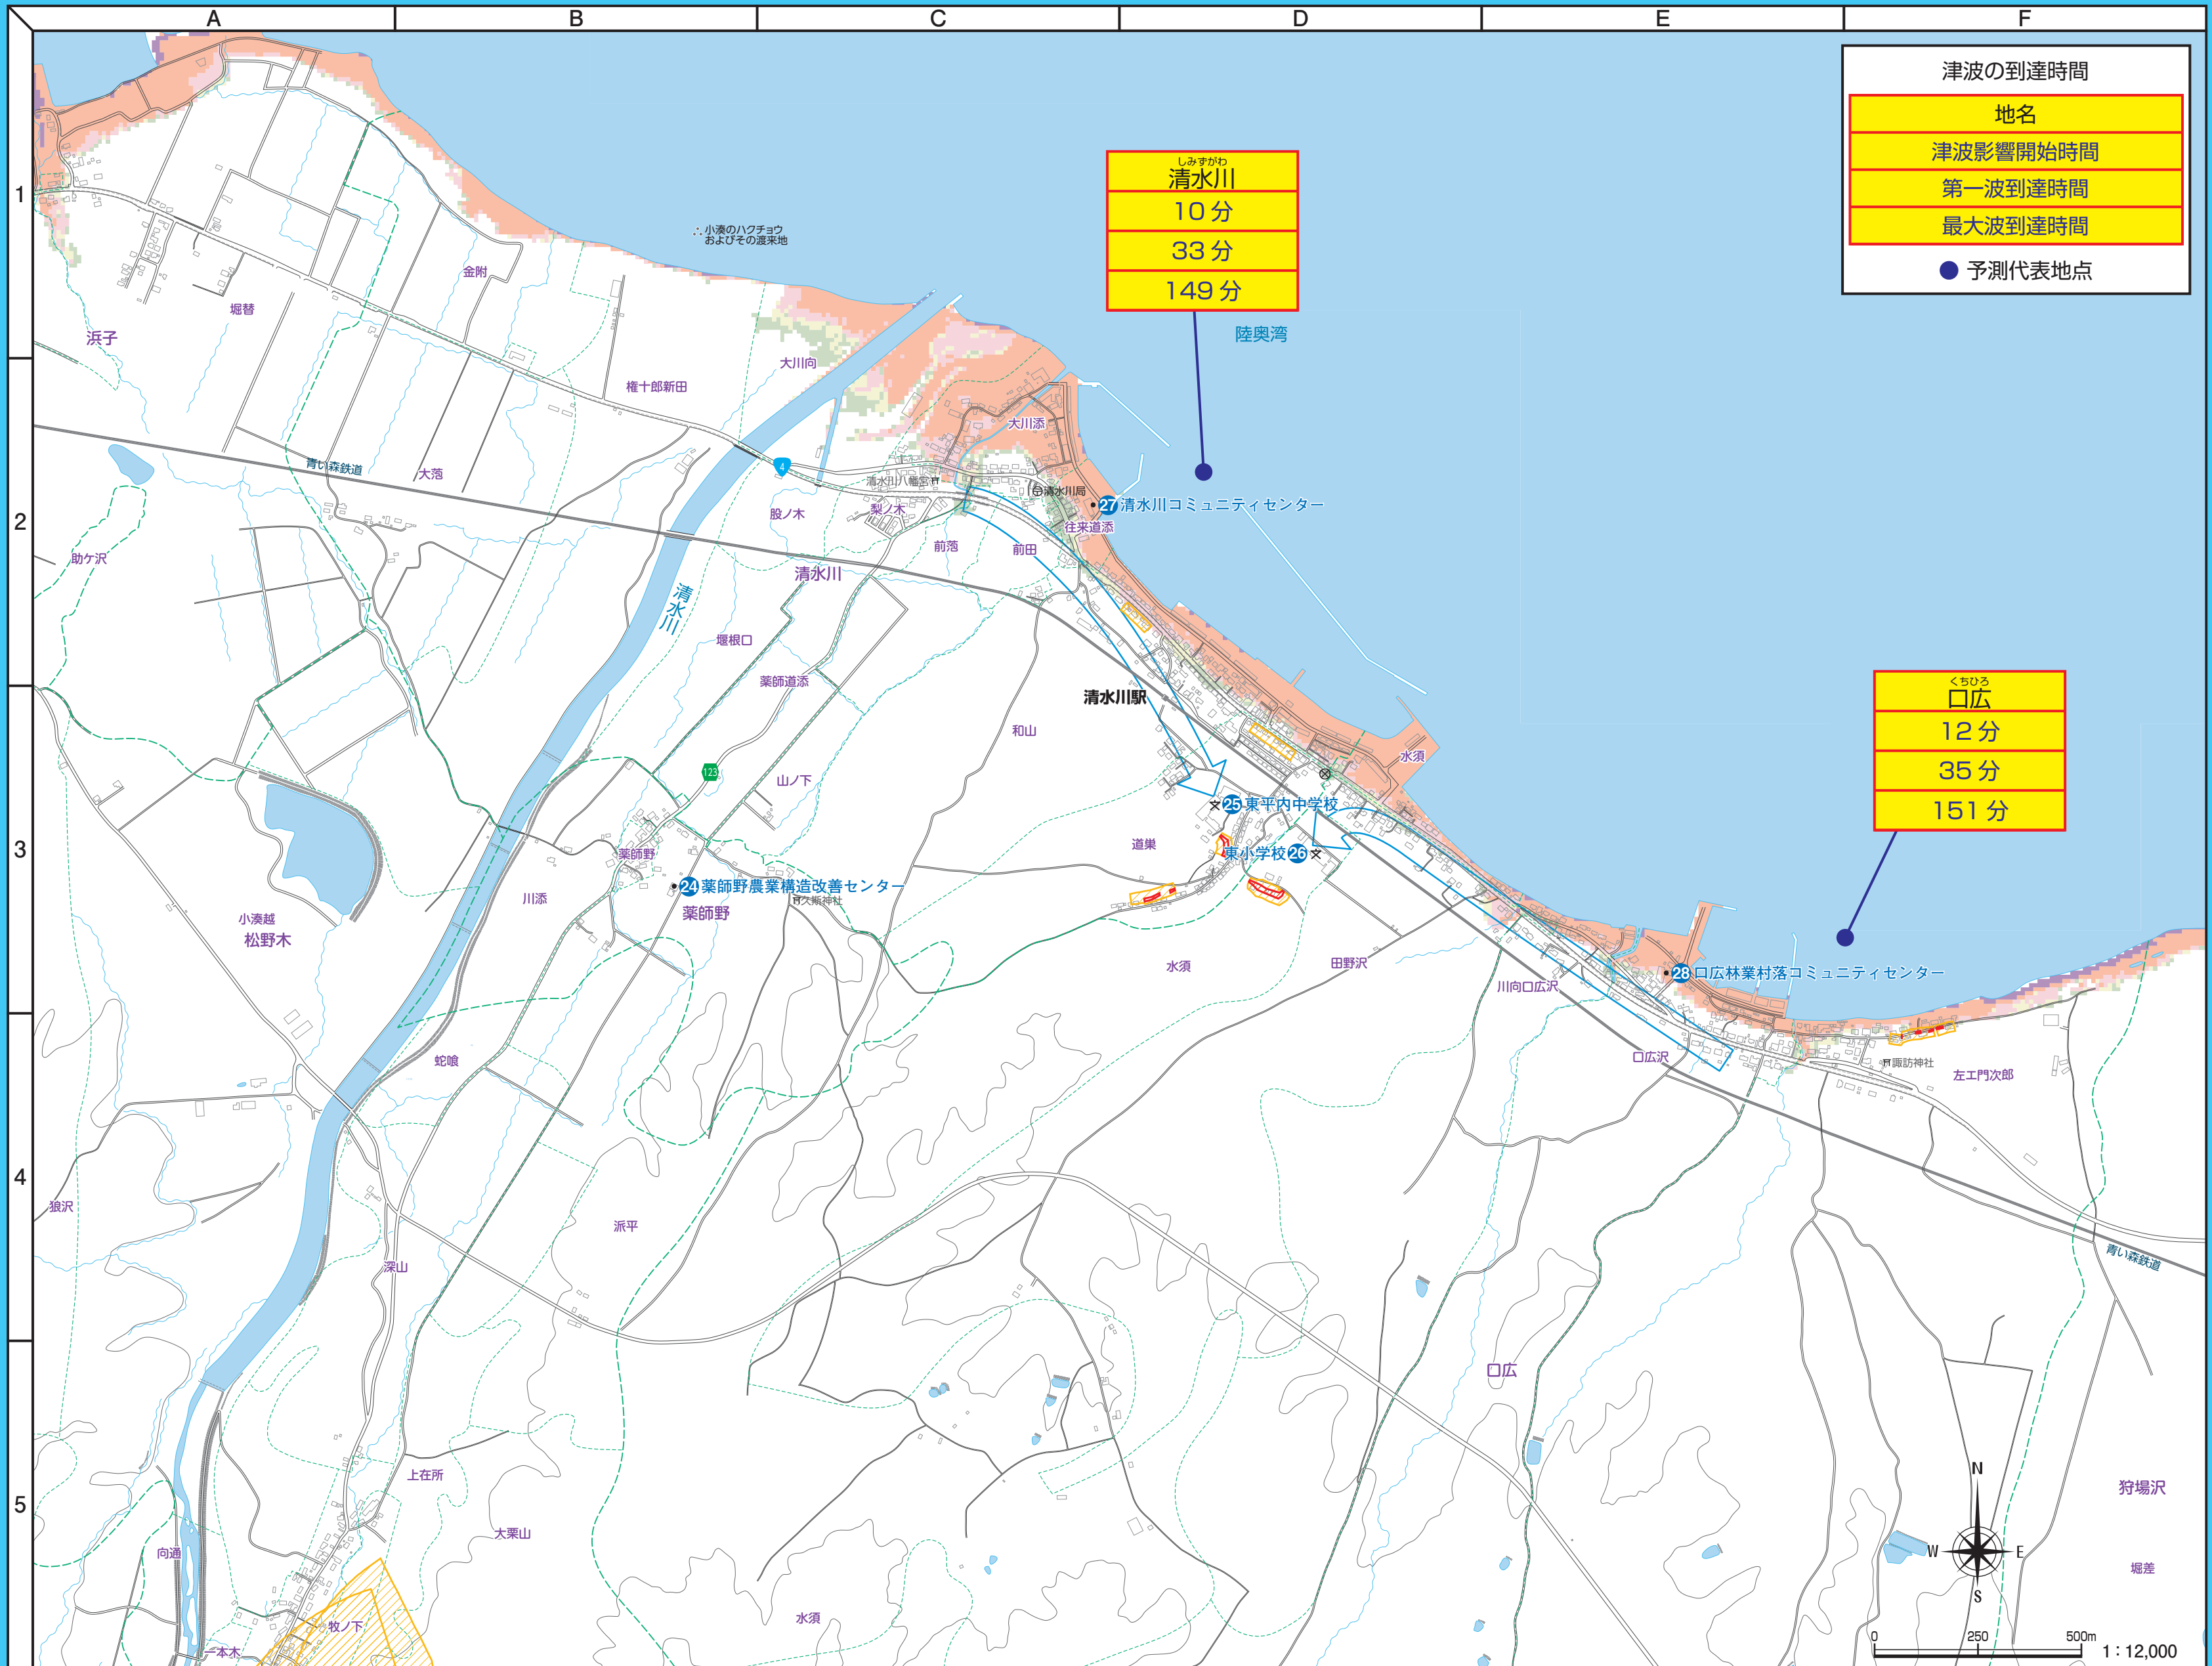 A
B
C
D
E
F
1
2
3
4
5
津波の到達時間
地名
津波影響開始時間
第一波到達時間
最大波到達時間
予測代表地点
しみずがわ
清水川
10分
33分
149分
陸奥湾
小湊のハクチョウ
およびその渡来地
金附
堀替
浜子
大川向
権十郎新田
大川添
青い森鉄道
大萢
4
清水川八幡宮
清水川局
27 清水川コミュニティセンター
股ノ木
梨ノ木
往来道添
前萢
前田
助ケ沢
清水川
清水川
堰根口
薬師道添
清水川駅
和山
水須
くちひろ
口広
12分
35分
151分
123
山ノ下
25 東平内中学校
道巣
東小学校 26
薬師野
24 薬師野農業構造改善センター
久斯神社
川添
薬師野
小湊越
松野木
水須
田野沢
28 口広林業村落コミュニティセンター
川向口広沢
蛇喰
口広沢
諏訪神社
左エ門次郎
狼沢
派平
深山
青い森鉄道
口広
上在所
大栗山
向通
狩場沢
堀差
水須
牧ノ下
一本木
N
W
E
S
0
250
500m
1：12,000